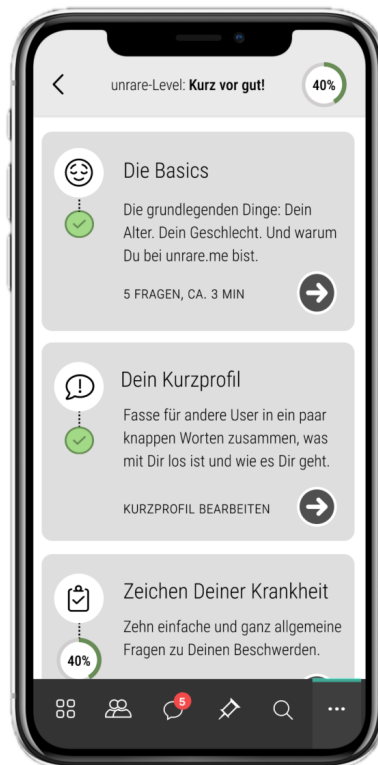 unrare-Level: Kurz vor gut!
40%
Die Basics
Die grundlegenden Dinge: Dein
Alter. Dein Geschlecht. Und warum
Du bei unrare.me bist.
5 FRAGEN, CA. 3 MIN
Dein Kurzprofil
Fasse für andere User in ein paar
knappen Worten zusammen, was
mit Dir los ist und wie es Dir geht.
KURZPROFIL BEARBEITEN
Zeichen Deiner Krankheit
Zehn einfache und ganz allgemeine
Fragen zu Deinen Beschwerden.
40%
5